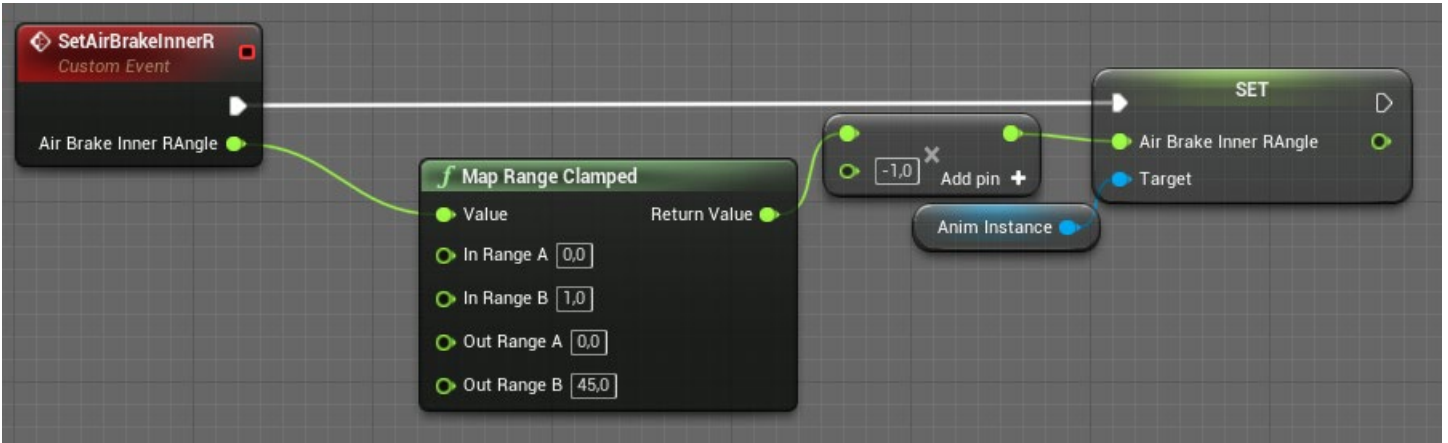 SetAirBrakeInnerR
Custom Event
Air Brake Inner RAngle
f Map Range Clamped
Value Return Value
In Range A 0,0
In Range B 1,0
Out Range A 0,0
Out Range B 45,0
×
-1,0 Add pin +
Anim Instance
SET
Air Brake Inner RAngle
Target